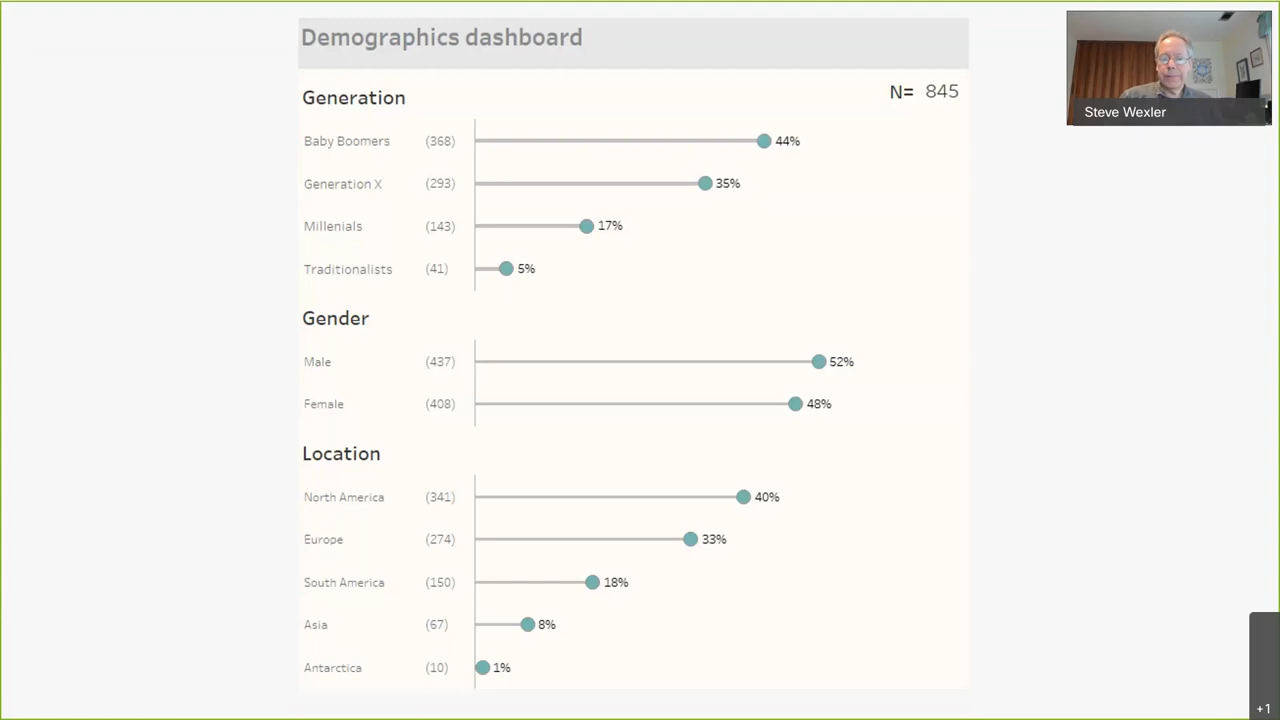 Demographics dashboard
Generation
N= 845
Baby Boomers (368) 44%
Generation X (293) 35%
Millenials (143) 17%
Traditionalists (41) 5%
Gender
Male (437) 52%
Female (408) 48%
Location
North America (341) 40%
Europe (274) 33%
South America (150) 18%
Asia (67) 8%
Antarctica (10) 1%
Steve Wexler
+1